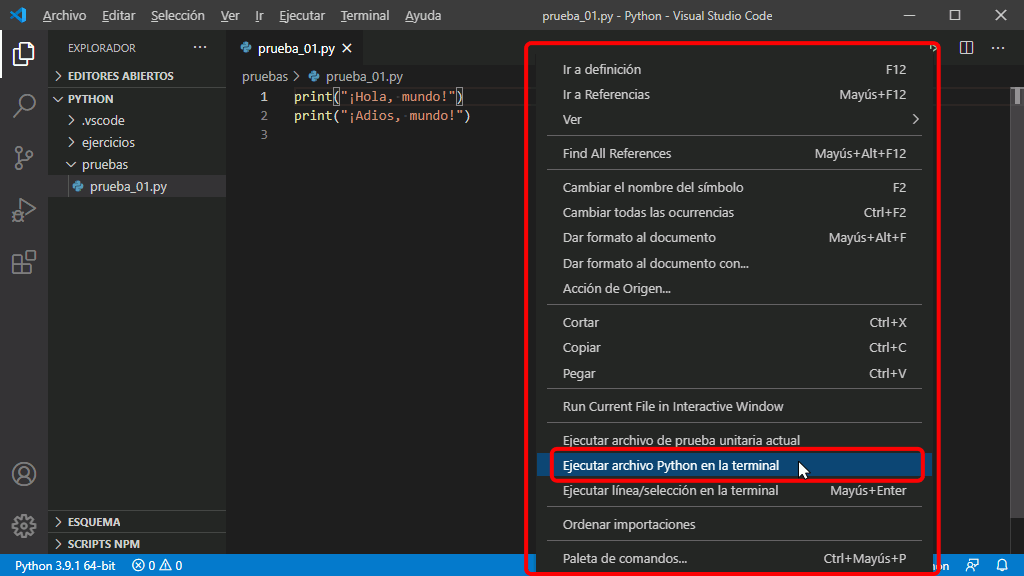 Archivo Editar Selección Ver Ir Ejecutar Terminal Ayuda prueba_01.py - Python - Visual Studio Code
EXPLORADOR
EDITORES ABIERTOS
PYTHON
.vscode
ejercicios
pruebas
prueba_01.py
ESQUEMA
SCRIPTS NPM
prueba_01.py
pruebas > prueba_01.py
1 print("¡Hola, mundo!")
2 print("¡Adios, mundo!")
3
Ir a definición F12
Ir a Referencias Mayús+F12
Ver
Find All References Mayús+Alt+F12
Cambiar el nombre del símbolo F2
Cambiar todas las ocurrencias Ctrl+F2
Dar formato al documento Mayús+Alt+F
Dar formato al documento con...
Acción de Origen...
Cortar Ctrl+X
Copiar Ctrl+C
Pegar Ctrl+V
Run Current File in Interactive Window
Ejecutar archivo de prueba unitaria actual
Ejecutar archivo Python en la terminal
Ejecutar línea/selección en la terminal Mayús+Enter
Ordenar importaciones
Paleta de comandos... Ctrl+Mayús+P
Python 3.9.1 64-bit 0 0